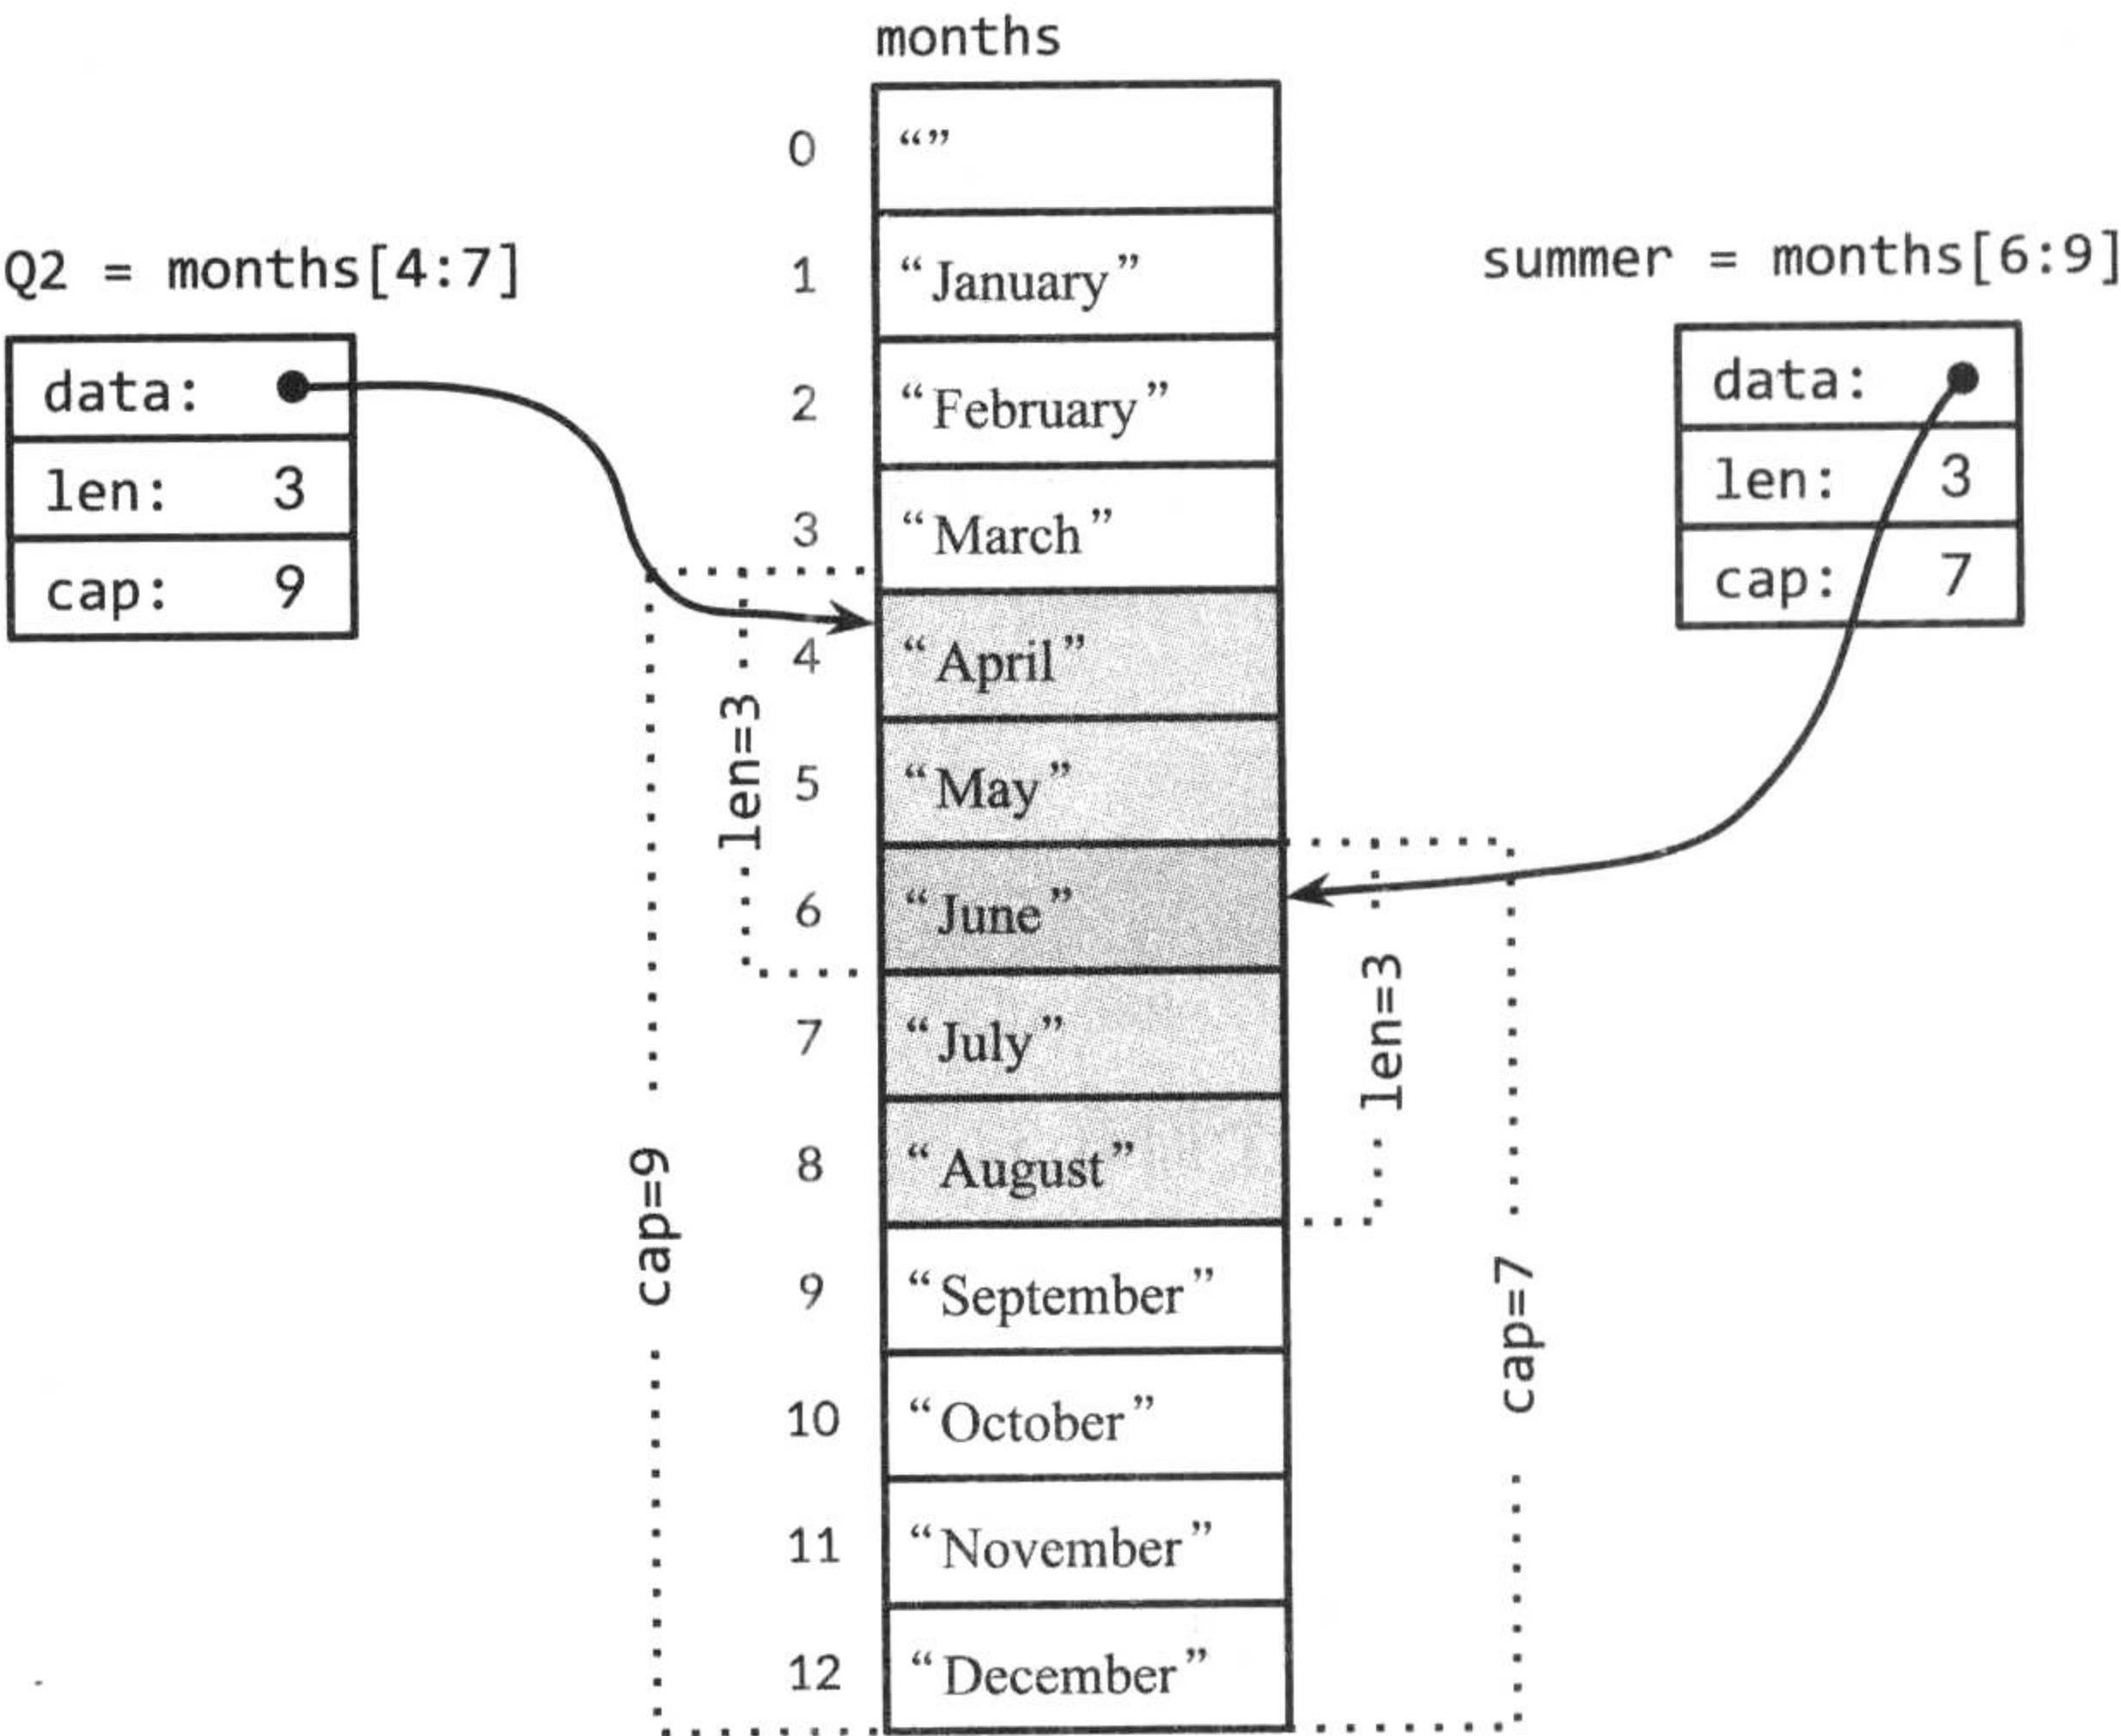 months
0 “”
Q2 = months[4:7]
data:
len: 3
cap: 9
summer = months[6:9]
data:
len: 3
cap: 7
1 “January”
2 “February”
3 “March”
4 “April”
5 “May”
6 “June”
7 “July”
8 “August”
9 “September”
10 “October”
11 “November”
12 “December”
len=3
cap=9
len=3
cap=7